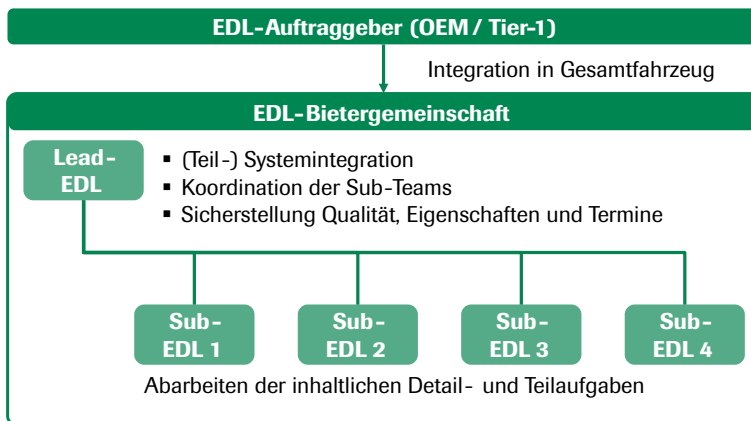 EDL-Auftraggeber (OEM / Tier-1)
Integration in Gesamtfahrzeug
EDL-Bietergemeinschaft
Lead-
EDL
▪ (Teil-) Systemintegration
▪ Koordination der Sub-Teams
▪ Sicherstellung Qualität, Eigenschaften und Termine
Sub-
EDL 1
Sub-
EDL 2
Sub-
EDL 3
Sub-
EDL 4
Abarbeiten der inhaltlichen Detail- und Teilaufgaben